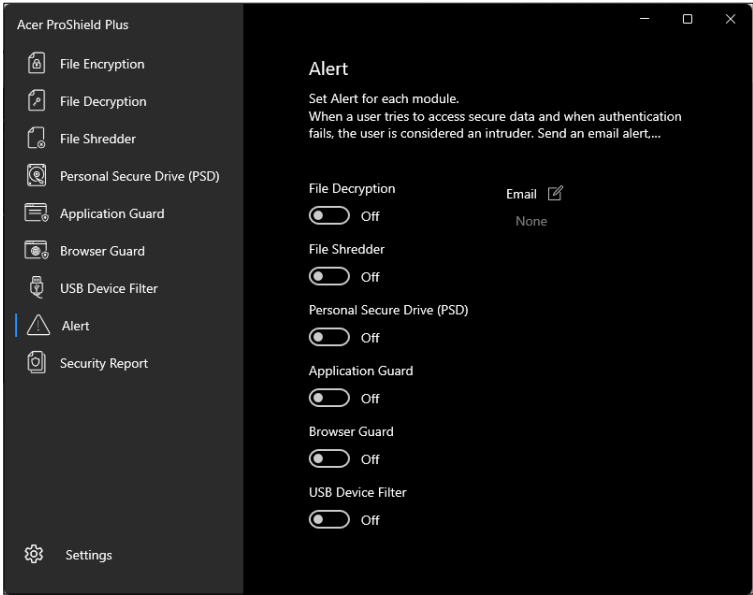 Acer ProShield Plus
File Encryption
File Decryption
File Shredder
Personal Secure Drive (PSD)
Application Guard
Browser Guard
USB Device Filter
Alert
Security Report
Settings
Alert
Set Alert for each module.
When a user tries to access secure data and when authentication
fails, the user is considered an intruder. Send an email alert,...
File Decryption
Off
Email
None
File Shredder
Off
Personal Secure Drive (PSD)
Off
Application Guard
Off
Browser Guard
Off
USB Device Filter
Off